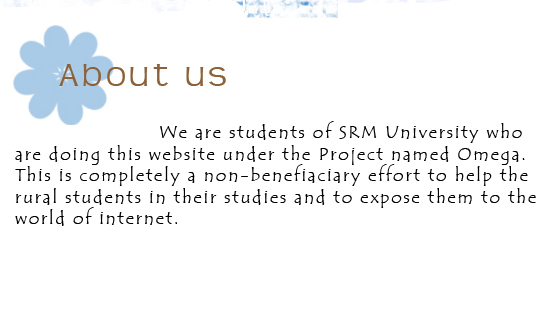 About us
We are students of SRM University who
are doing this website under the Project named Omega.
This is completely a non-benefiaciary effort to help the
rural students in their studies and to expose them to the
world of internet.